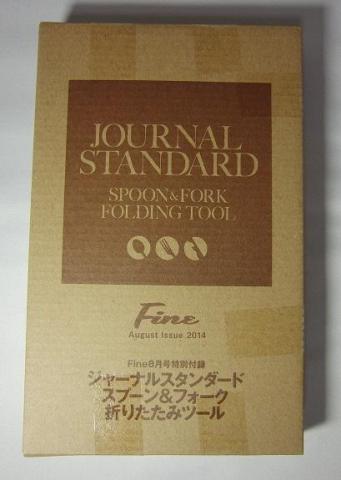 JOURNAL
STANDARD
SPOON&FORK
FOLDING TOOL
Fine
August Issue 2014
Fine8月号特別付録
ジャーナルスタンダード
スプーン&フォーク
折りたたみツール